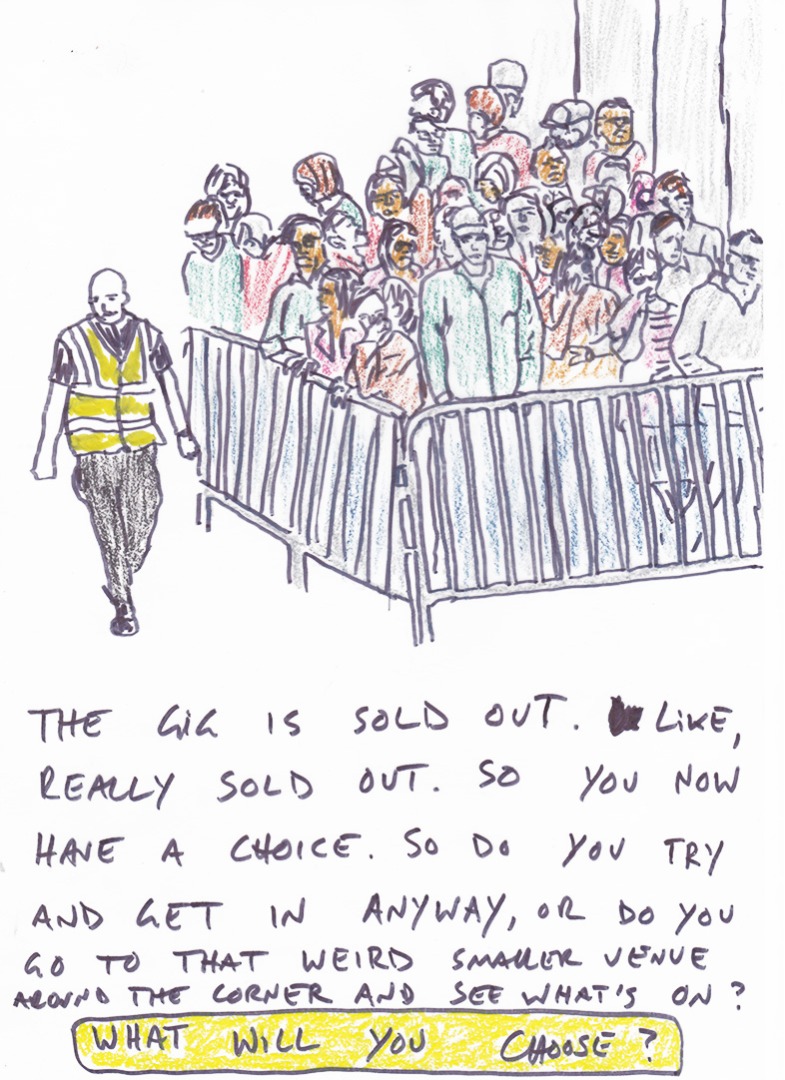 THE GIG IS SOLD OUT. LIKE,
REALLY SOLD OUT. SO YOU NOW
HAVE A CHOICE. SO DO YOU TRY
AND GET IN ANYWAY, OR DO YOU
GO TO THAT WEIRD SMALLER VENUE
AROUND THE CORNER AND SEE WHAT'S ON?
WHAT WILL YOU CHOOSE?